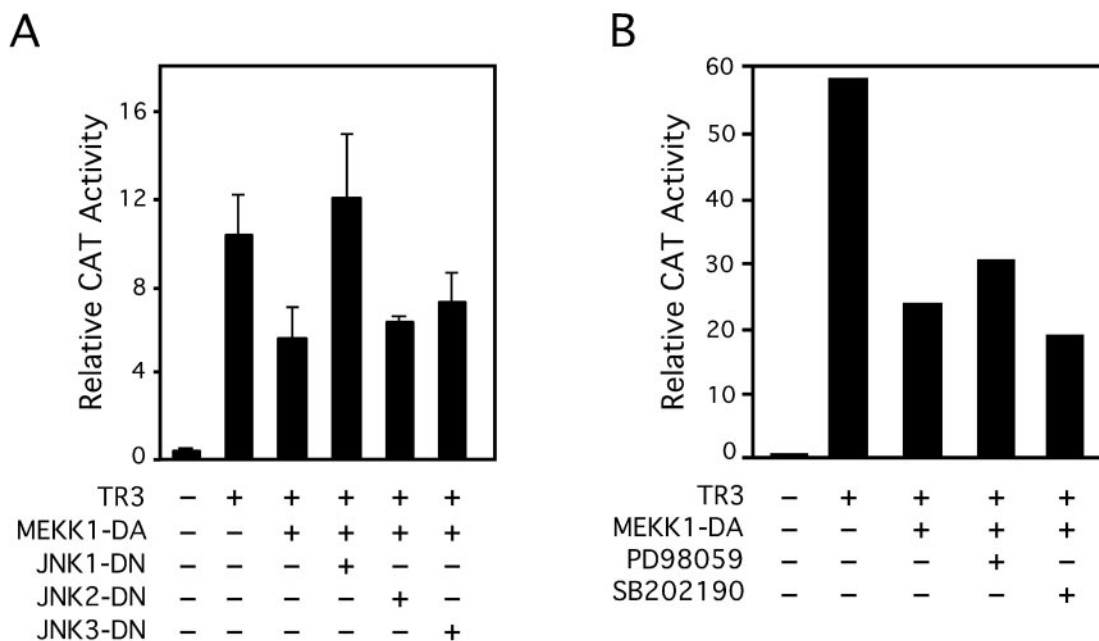 A
Relative CAT Activity
16
12
8
4
0
TR3 – + + + + +
MEKK1-DA – – + + + +
JNK1-DN – – – + – –
JNK2-DN – – – – + –
JNK3-DN – – – – – +
B
Relative CAT Activity
60
50
40
30
20
10
0
TR3 – + + + +
MEKK1-DA – – + + +
PD98059 – – – + –
SB202190 – – – – +